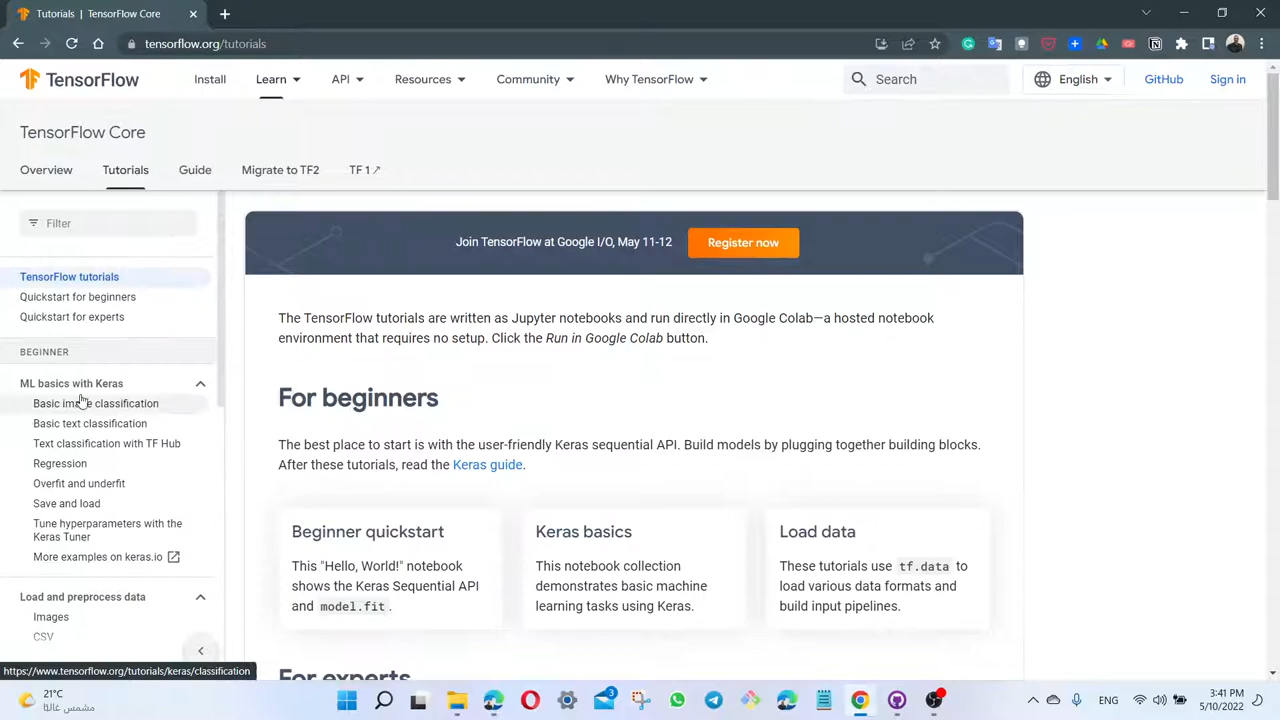 Tutorials | TensorFlow Core
tensorflow.org/tutorials
TensorFlow
Install
Learn
API
Resources
Community
Why TensorFlow
Search
English
GitHub
Sign in
TensorFlow Core
Overview
Tutorials
Guide
Migrate to TF2
TF 1↗
Filter
TensorFlow tutorials
Quickstart for beginners
Quickstart for experts
BEGINNER
ML basics with Keras
Basic image classification
Basic text classification
Text classification with TF Hub
Regression
Overfit and underfit
Save and load
Tune hyperparameters with the
Keras Tuner
More examples on keras.io
Load and preprocess data
Images
CSV
https://www.tensorflow.org/tutorials/keras/classification
Join TensorFlow at Google I/O, May 11-12
Register now
The TensorFlow tutorials are written as Jupyter notebooks and run directly in Google Colab—a hosted notebook
environment that requires no setup. Click the Run in Google Colab button.
For beginners
The best place to start is with the user-friendly Keras sequential API. Build models by plugging together building blocks.
After these tutorials, read the Keras guide.
Beginner quickstart
This "Hello, World!" notebook
shows the Keras Sequential API
and model.fit.
Keras basics
This notebook collection
demonstrates basic machine
learning tasks using Keras.
Load data
These tutorials use tf.data to
load various data formats and
build input pipelines.
For experts
21°C
مشمس غالبًا
3
ENG
3:41 PM
5/10/2022